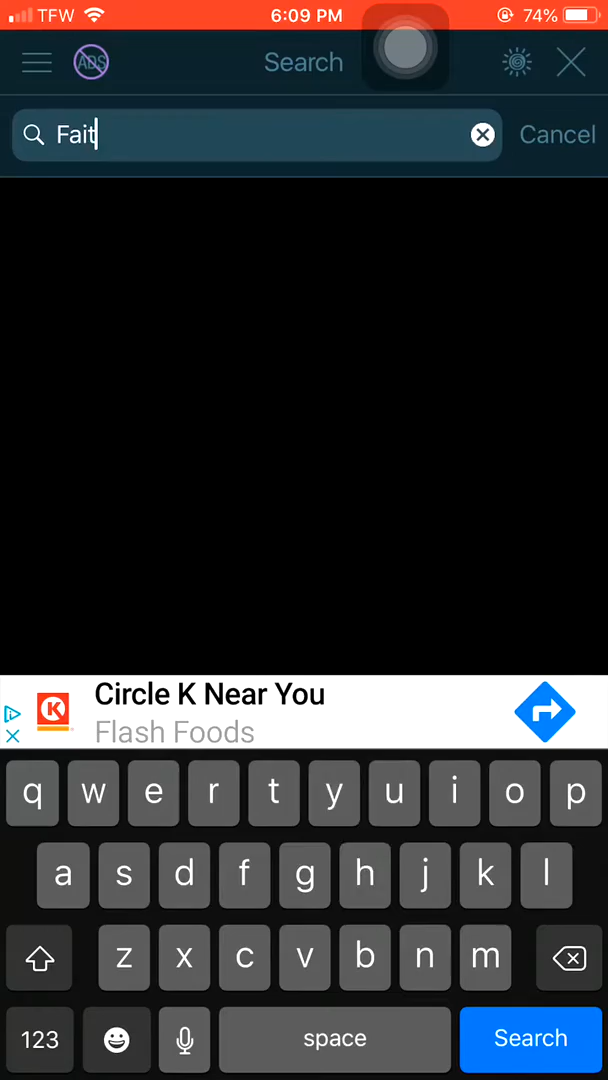 TFW 6:09 PM 74%
ADS Search
Fait Cancel
Circle K Near You
Flash Foods
q w e r t y u i o p
a s d f g h j k l
z x c v b n m
123 space Search